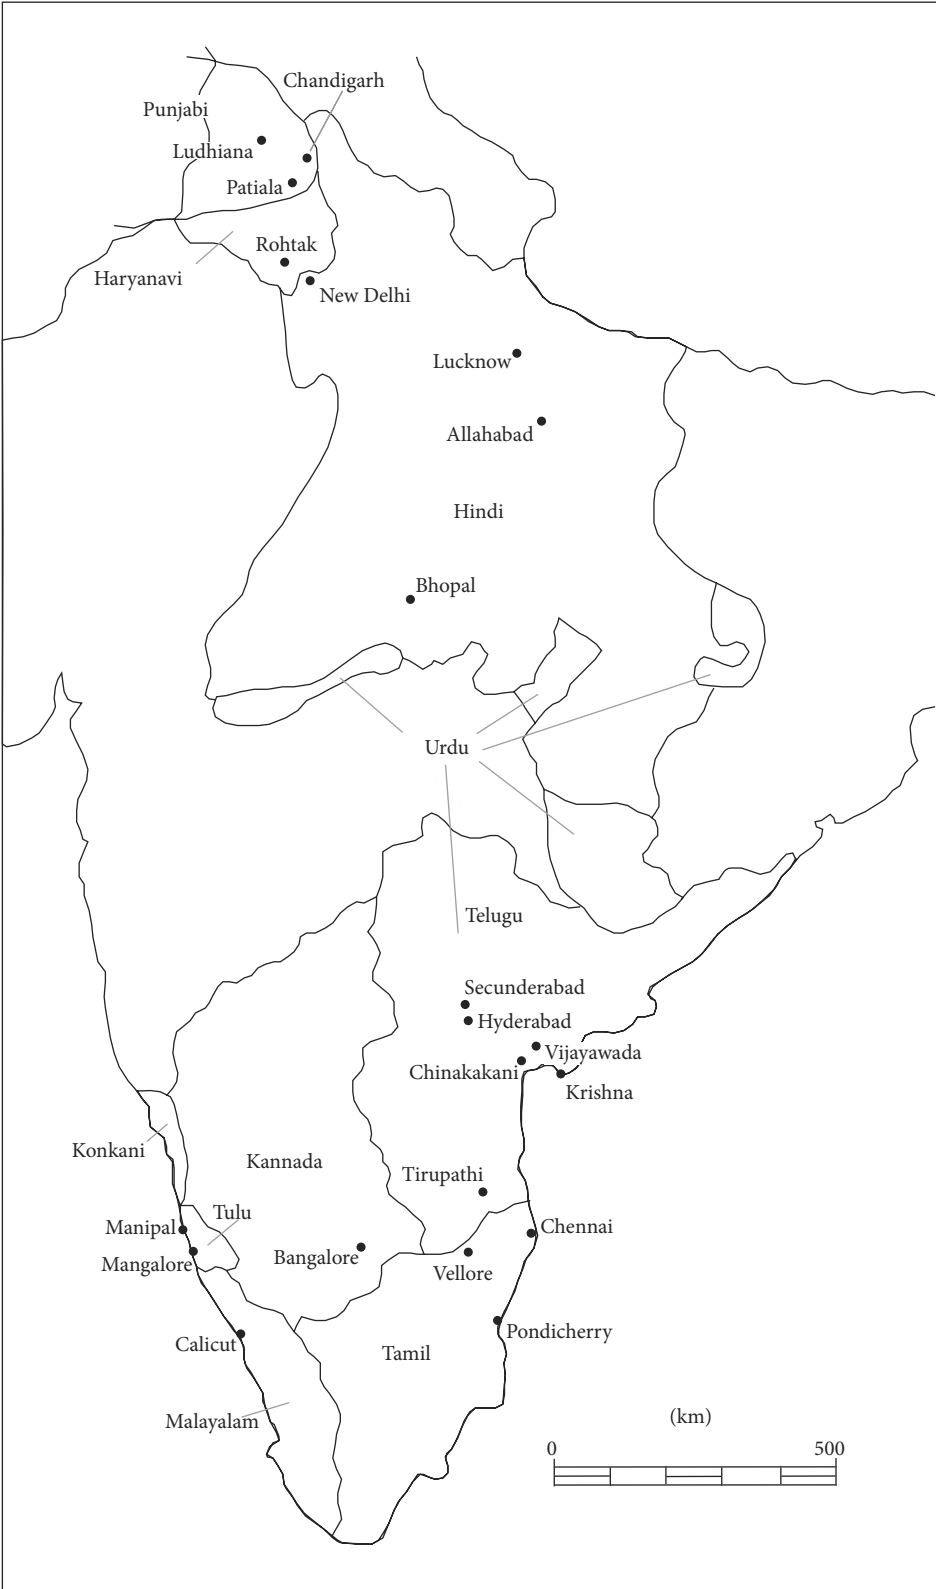 Chandigarh
Punjabi
Ludhiana
Patiala
Rohtak
Haryanavi
New Delhi
Lucknow
Allahabad
Hindi
Bhopal
Urdu
Telugu
Secunderabad
Hyderabad
Vijayawada
Chinakakani
Krishna
Konkani
Kannada
Tirupathi
Tulu
Manipal
Chennai
Mangalore
Bangalore
Vellore
Pondicherry
Calicut
Tamil
Malayalam
(km)
0 500